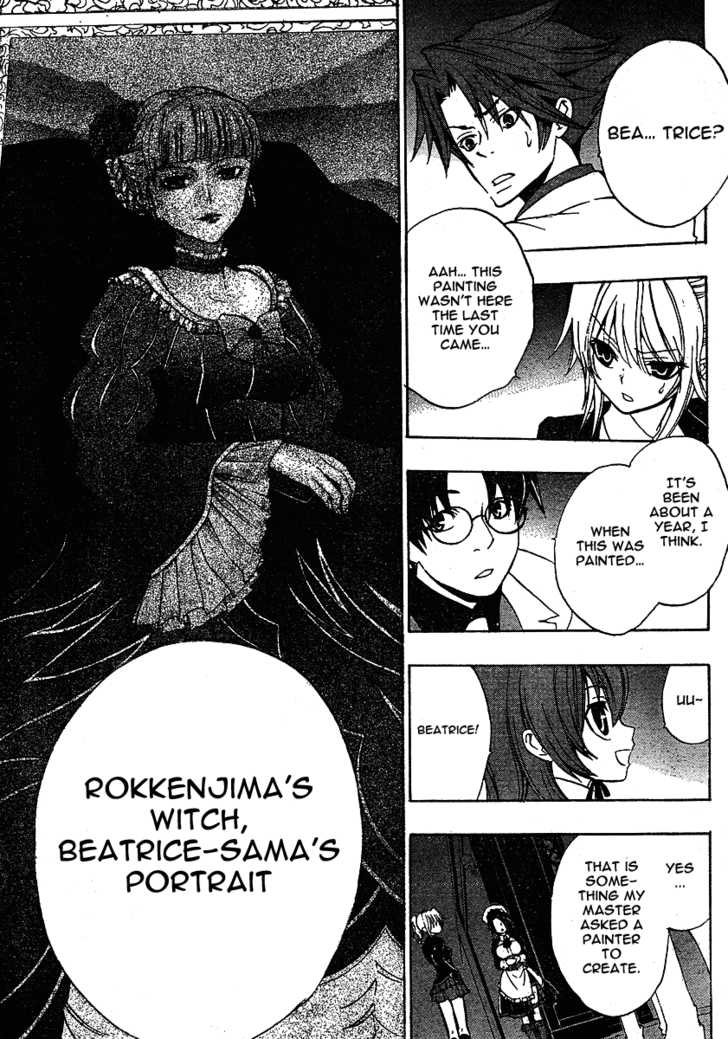 BEA... TRICE?
AAH... THIS
PAINTING
WASN'T HERE
THE LAST
TIME YOU
CAME...
IT'S
BEEN
ABOUT A
YEAR, I
THINK.
WHEN
THIS WAS
PAINTED...
UU~
BEATRICE!
YES
...
THAT IS
SOME-
THING MY
MASTER
ASKED A
PAINTER
TO
CREATE.
ROKKENJIMA'S
WITCH,
BEATRICE-SAMA'S
PORTRAIT